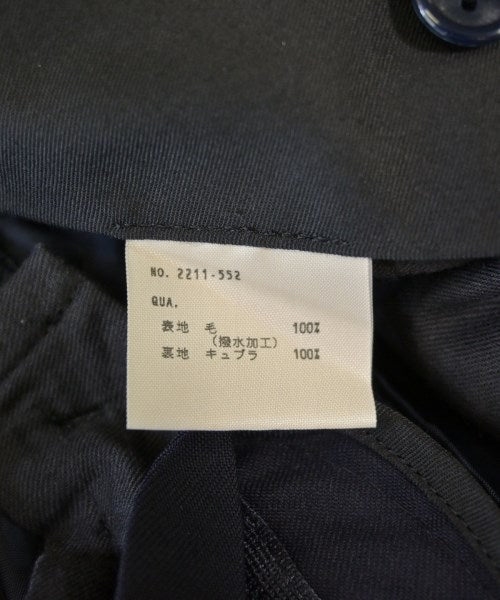 NO. 2211-552
QUA.
表地 毛 100%
(撥水加工)
裏地 キュプラ 100%